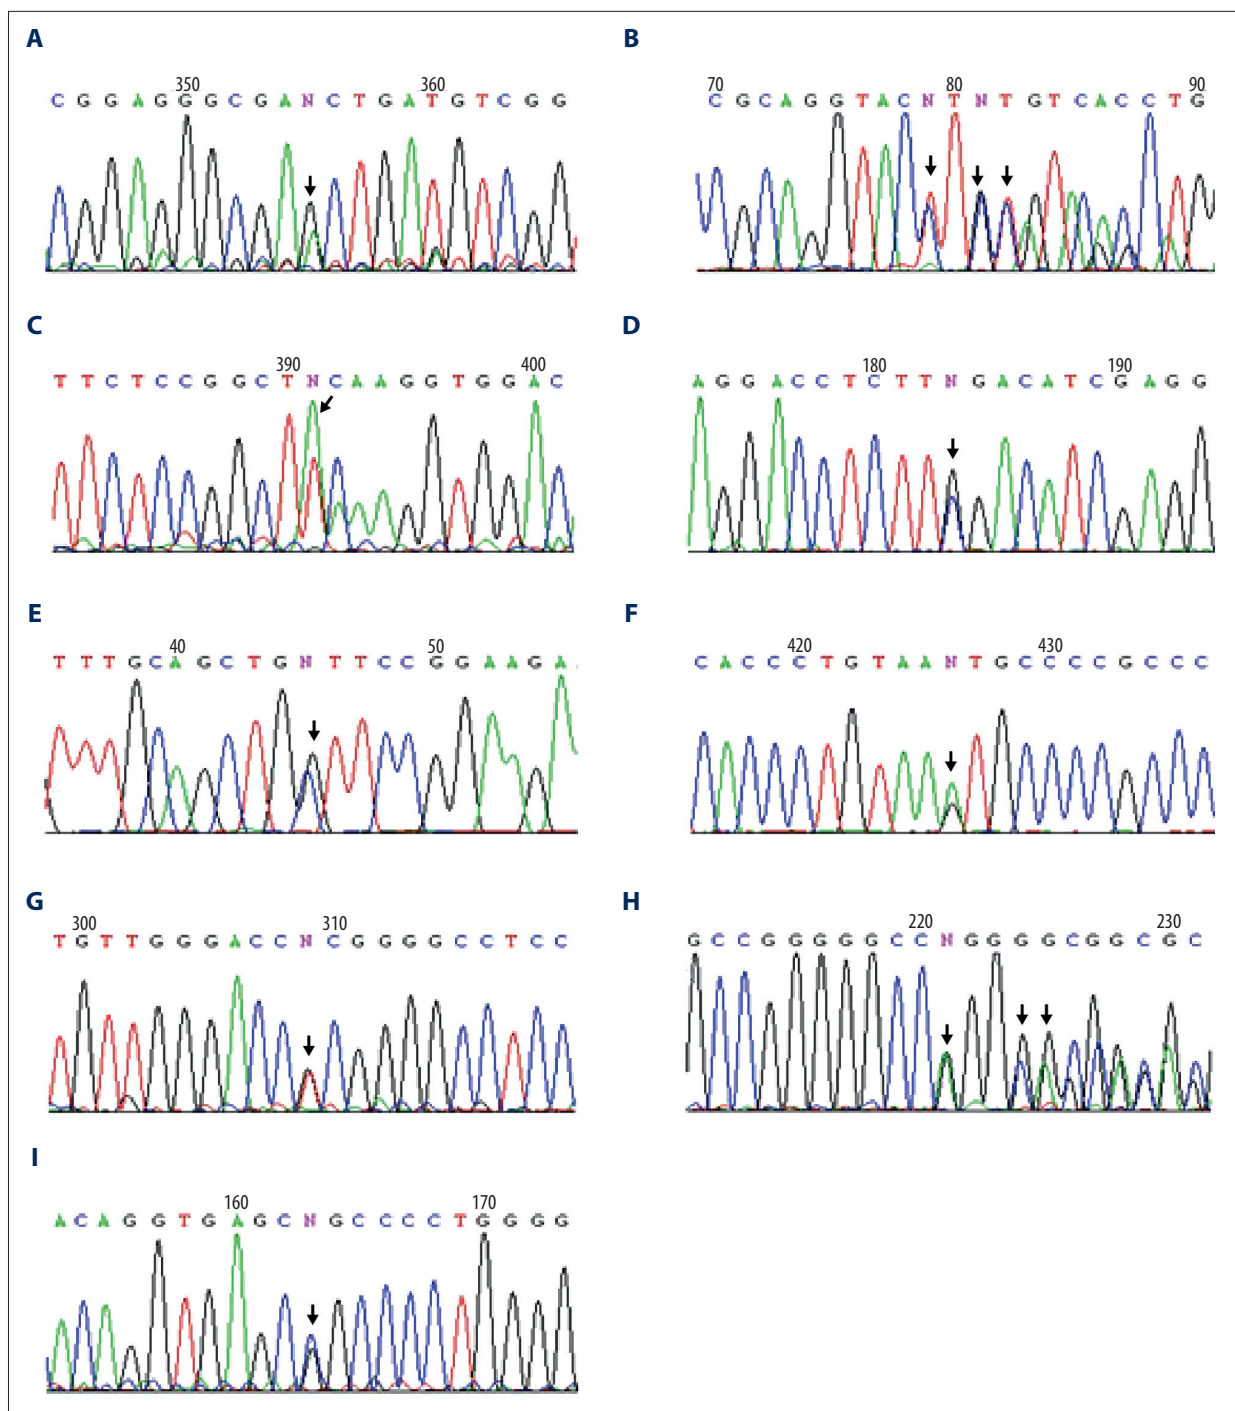 A
350 360
C G G A G G G C G A N C T G A T G T C G G
B
70 80 90
C G C A G G T A C N T N T G T C A C C T G
C
390 400
T T C T C C G G C T N C A A G G T G G A C
D
180 190
A G G A C C T C T T N G A C A T C G A G G
E
40 50
T T T G C A G C T G N T T C C G G A A G A
F
420 430
C A C C C T G T A A N T G C C C C G C C C
G
300 310
T G T T G G G A C C N C G G G G C C T C C
H
220 230
G C C G G G G G C C N G G G G C G G C G C
I
160 170
A C A G G T G A G C N G C C C C T G G G G